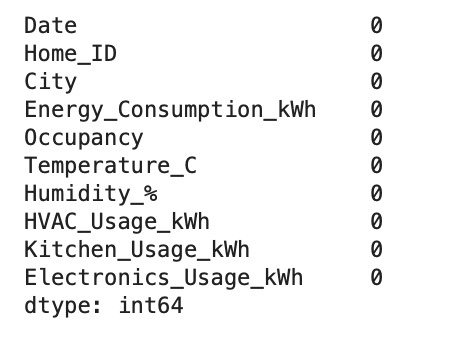 Date 0
Home_ID 0
City 0
Energy_Consumption_kWh 0
Occupancy 0
Temperature_C 0
Humidity_% 0
HVAC_Usage_kWh 0
Kitchen_Usage_kWh 0
Electronics_Usage_kWh 0
dtype: int64